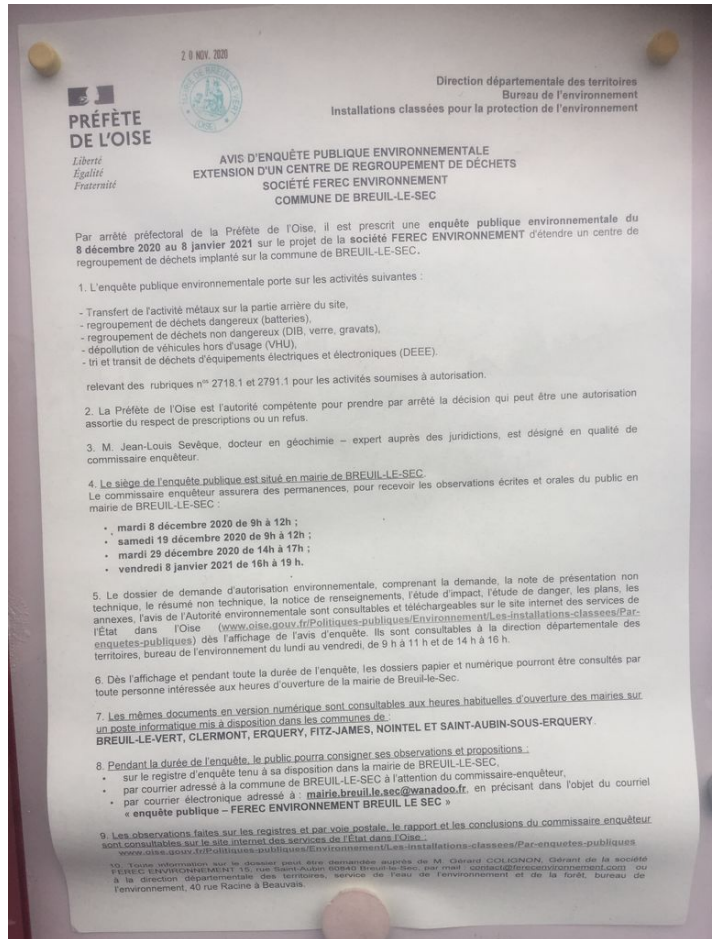 20 NOV. 2020
PRÉFÈTE
DE L'OISE
Liberté
Égalité
Fraternité
Direction départementale des territoires
Bureau de l'environnement
Installations classées pour la protection de l'environnement
AVIS D'ENQUÊTE PUBLIQUE ENVIRONNEMENTALE
EXTENSION D'UN CENTRE DE REGROUPEMENT DE DÉCHETS
SOCIÉTÉ FEREC ENVIRONNEMENT
COMMUNE DE BREUIL-LE-SEC
Par arrêté préfectoral de la Préfète de l'Oise, il est prescrit une enquête publique environnementale du
8 décembre 2020 au 8 janvier 2021 sur le projet de la société FEREC ENVIRONNEMENT d'étendre un centre de
regroupement de déchets implanté sur la commune de BREUIL-LE-SEC.
1. L'enquête publique environnementale porte sur les activités suivantes :
- Transfert de l'activité métaux sur la partie arrière du site,
- regroupement de déchets dangereux (batteries),
- regroupement de déchets non dangereux (DIB, verre, gravats),
- dépollution de véhicules hors d'usage (VHU),
- tri et transit de déchets d'équipements électriques et électroniques (DEEE).
relevant des rubriques nos 2718.1 et 2791.1 pour les activités soumises à autorisation.
2. La Préfète de l'Oise est l'autorité compétente pour prendre par arrêté la décision qui peut être une autorisation
assortie du respect de prescriptions ou un refus.
3. M. Jean-Louis Sevêque, docteur en géochimie – expert auprès des juridictions, est désigné en qualité de
commissaire enquêteur.
4. Le siège de l'enquête publique est situé en mairie de BREUIL-LE-SEC.
Le commissaire enquêteur assurera des permanences, pour recevoir les observations écrites et orales du public en
mairie de BREUIL-LE-SEC :
• mardi 8 décembre 2020 de 9h à 12h ;
• samedi 19 décembre 2020 de 9h à 12h ;
• mardi 29 décembre 2020 de 14h à 17h ;
• vendredi 8 janvier 2021 de 16h à 19 h.
5. Le dossier de demande d'autorisation environnementale, comprenant la demande, la note de présentation non
technique, le résumé non technique, la notice de renseignements, l'étude d'impact, l'étude de danger, les plans, les
annexes, l'avis de l'Autorité environnementale sont consultables et téléchargeables sur le site internet des services de
l'État dans l'Oise (www.oise.gouv.fr/Politiques-publiques/Environnement/Les-installations-classees/Par-
enquetes-publiques) dès l'affichage de l'avis d'enquête. Ils sont consultables à la direction départementale des
territoires, bureau de l'environnement du lundi au vendredi, de 9 h à 11 h et de 14 h à 16 h.
6. Dès l'affichage et pendant toute la durée de l'enquête, les dossiers papier et numérique pourront être consultés par
toute personne intéressée aux heures d'ouverture de la mairie de Breuil-le-Sec.
7. Les mêmes documents en version numérique sont consultables aux heures habituelles d'ouverture des mairies sur
un poste informatique mis à disposition dans les communes de :
BREUIL-LE-VERT, CLERMONT, ERQUERY, FITZ-JAMES, NOINTEL ET SAINT-AUBIN-SOUS-ERQUERY.
8. Pendant la durée de l'enquête, le public pourra consigner ses observations et propositions :
• sur le registre d'enquête tenu à sa disposition dans la mairie de BREUIL-LE-SEC,
• par courrier adressé à la commune de BREUIL-LE-SEC à l'attention du commissaire-enquêteur,
• par courrier électronique adressé à : mairie.breuil.le.sec@wanadoo.fr, en précisant dans l'objet du courriel
« enquête publique – FEREC ENVIRONNEMENT BREUIL LE SEC »
9. Les observations faites sur les registres et par voie postale, le rapport et les conclusions du commissaire enquêteur
sont consultables sur le site internet des services de l'État dans l'Oise :
www.oise.gouv.fr/Politiques-publiques/Environnement/Les-installations-classees/Par-enquetes-publiques
10. Toute information sur le dossier peut être demandée auprès de M. Gérard COLIGNON, Gérant de la société
FEREC ENVIRONNEMENT 15, rue Saint-Aubin 60840 Breuil-le-Sec, par mail : contact@ferecenvironnement.com ou
à la direction départementale des territoires, service de l'eau de l'environnement et de la forêt, bureau de
l'environnement, 40 rue Racine à Beauvais.